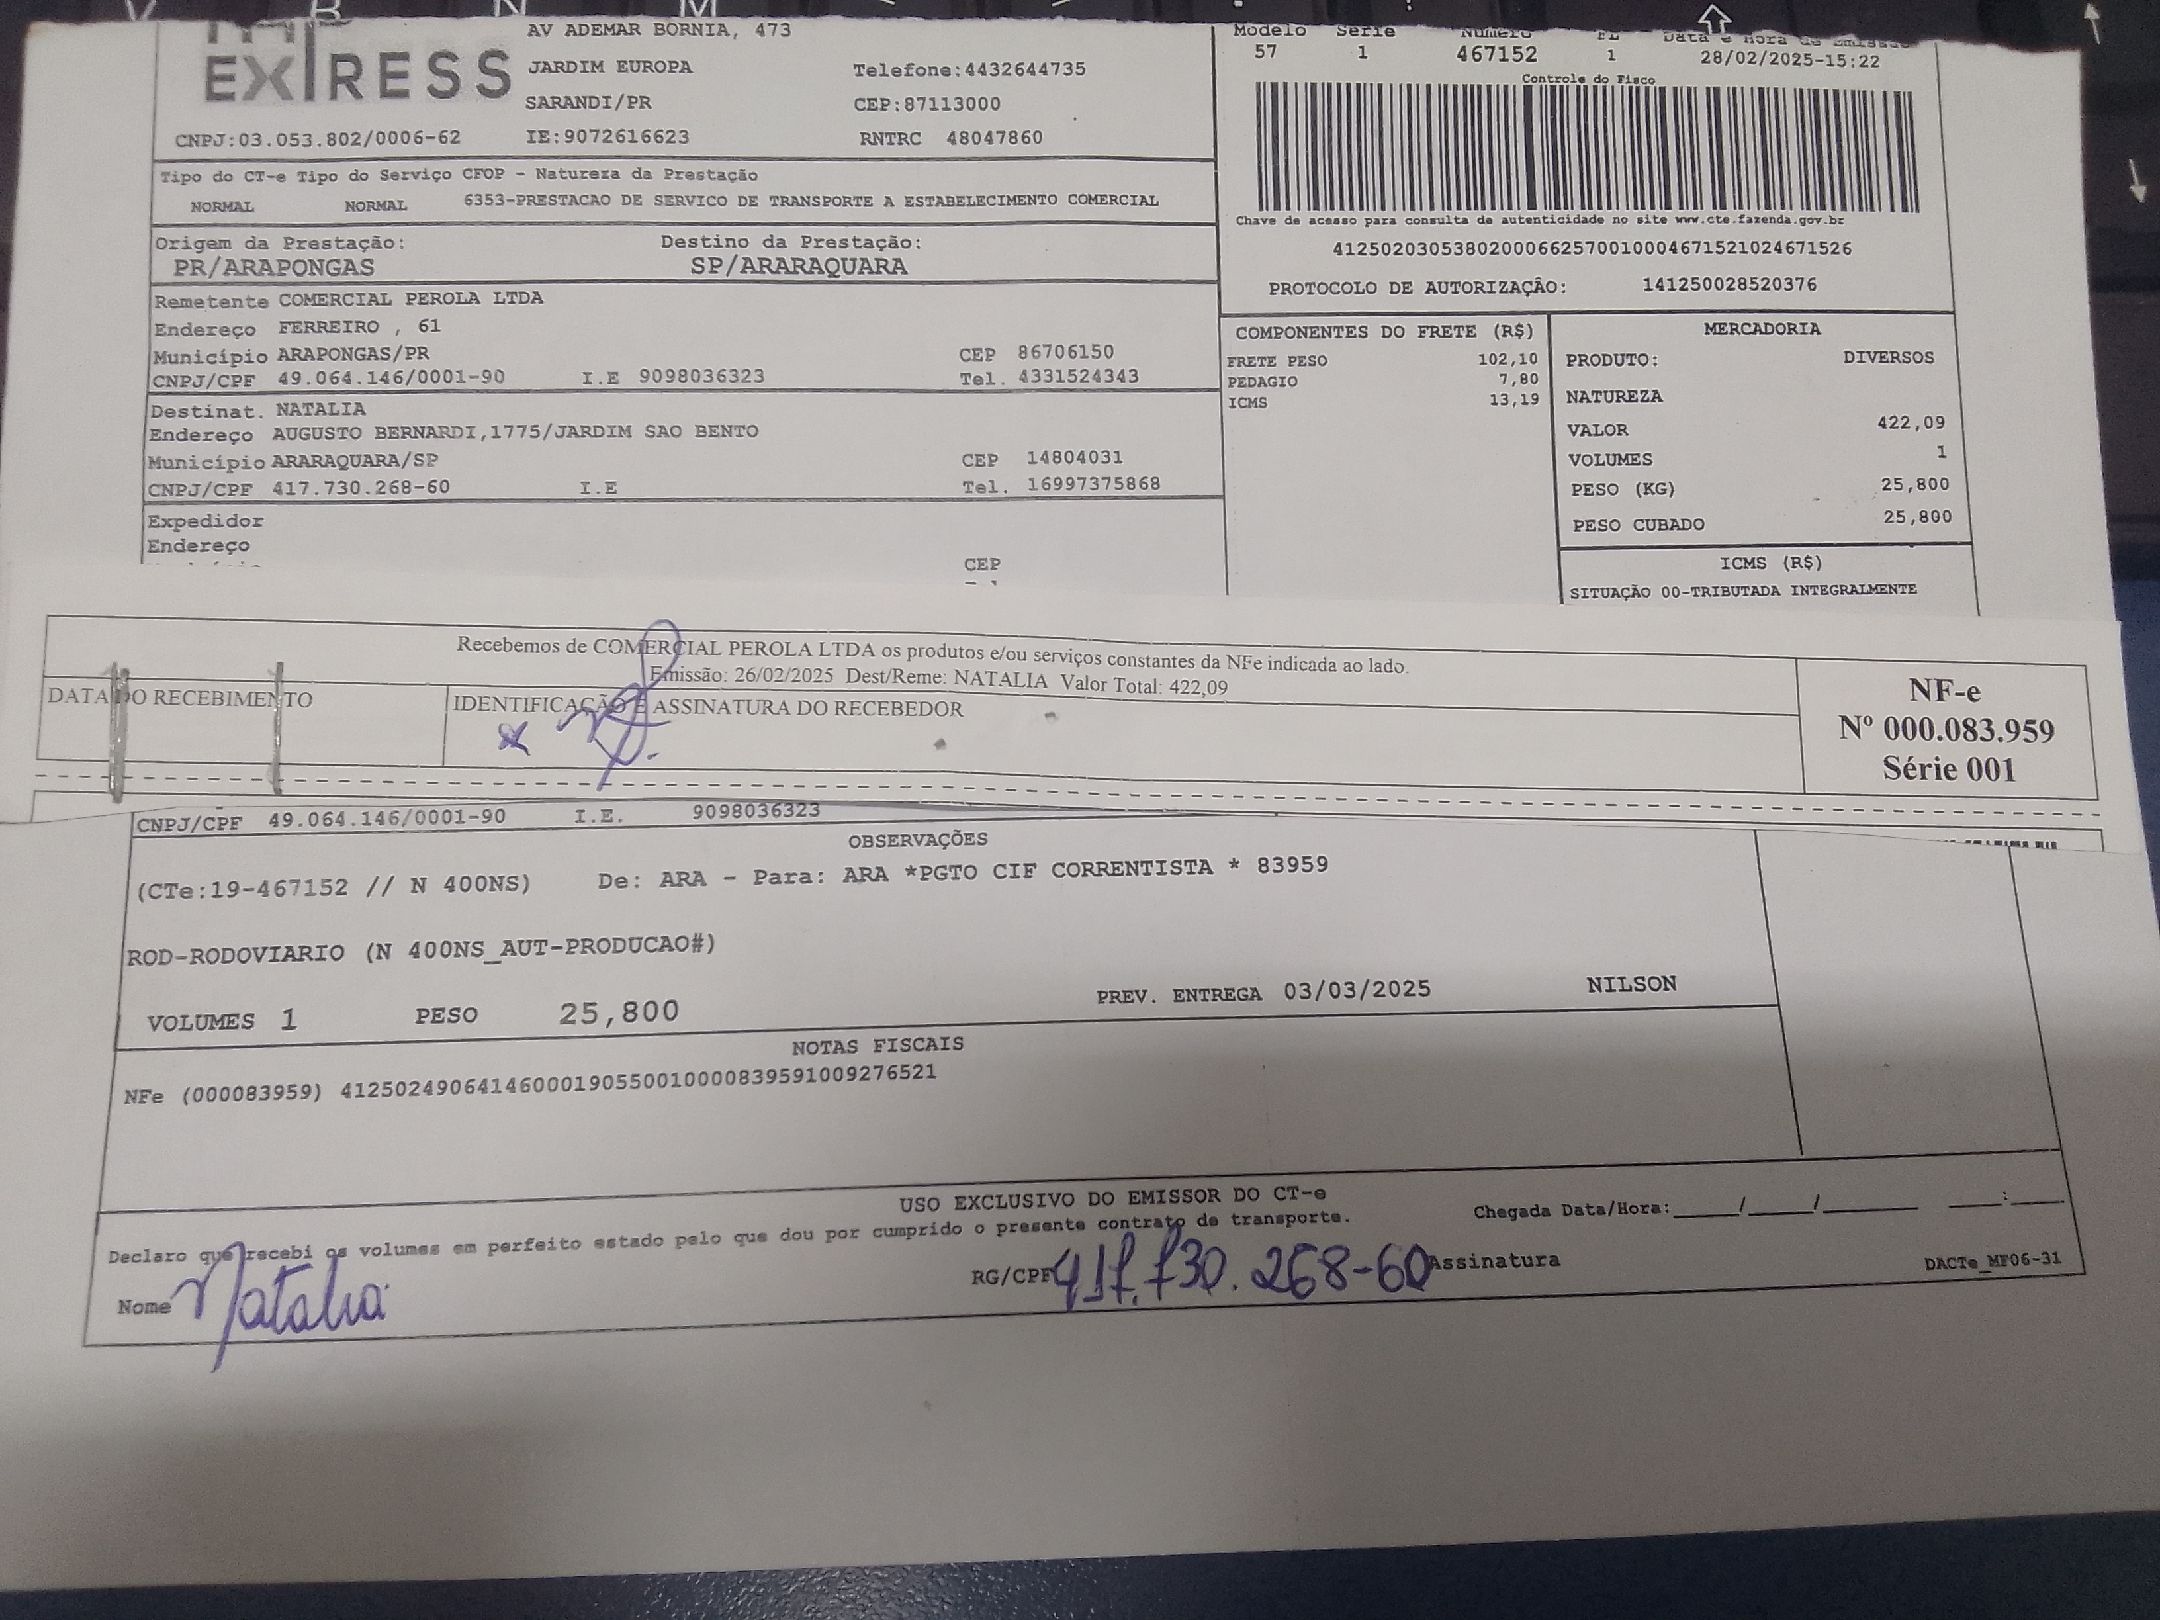 EXPRESS
AV ADEMAR BORNIA, 473
JARDIM EUROPA Telefone:4432644735
SARANDI/PR CEP:87113000
CNPJ:03.053.802/0006-62 IE:9072616623 RNTRC 48047860
Modelo Série Número FL Data e Hora de Emissão
57 1 467152 1 28/02/2025-15:22
Controle do Fisco
Chave de acesso para consulta de autenticidade no site www.cte.fazenda.gov.br
41250203053802000662570010004671521024671526
PROTOCOLO DE AUTORIZAÇÃO: 141250028520376
Tipo do CT-e Tipo do Serviço CFOP - Natureza da Prestação
NORMAL NORMAL 6353-PRESTACAO DE SERVICO DE TRANSPORTE A ESTABELECIMENTO COMERCIAL
Origem da Prestação: Destino da Prestação:
PR/ARAPONGAS SP/ARARAQUARA
Remetente COMERCIAL PEROLA LTDA
Endereço FERREIRO , 61
Município ARAPONGAS/PR CEP 86706150
CNPJ/CPF 49.064.146/0001-90 I.E 9098036323 Tel. 4331524343
Destinat. NATALIA
Endereço AUGUSTO BERNARDI,1775/JARDIM SAO BENTO
Município ARARAQUARA/SP CEP 14804031
CNPJ/CPF 417.730.268-60 I.E Tel. 16997375868
Expedidor
Endereço
CEP
COMPONENTES DO FRETE (R$)
FRETE PESO 102,10
PEDAGIO 7,80
ICMS 13,19
MERCADORIA
PRODUTO: DIVERSOS
NATUREZA
VALOR 422,09
VOLUMES 1
PESO (KG) 25,800
PESO CUBADO 25,800
ICMS (R$)
SITUAÇÃO 00-TRIBUTADA INTEGRALMENTE
Recebemos de COMERCIAL PEROLA LTDA os produtos e/ou serviços constantes da NFe indicada ao lado.
Emissão: 26/02/2025 Dest/Reme: NATALIA Valor Total: 422,09
DATA DO RECEBIMENTO IDENTIFICAÇÃO E ASSINATURA DO RECEBEDOR
NF-e
Nº 000.083.959
Série 001
CNPJ/CPF 49.064.146/0001-90 I.E. 9098036323
OBSERVAÇÕES
(CTe:19-467152 // N 400NS) De: ARA - Para: ARA *PGTO CIF CORRENTISTA * 83959
ROD-RODOVIARIO (N 400NS_AUT-PRODUCAO#)
VOLUMES 1 PESO 25,800 PREV. ENTREGA 03/03/2025 NILSON
NOTAS FISCAIS
NFe (000083959) 41250249064146000190550010000839591009276521
USO EXCLUSIVO DO EMISSOR DO CT-e
Declaro que recebi os volumes em perfeito estado pelo que dou por cumprido o presente contrato de transporte. Chegada Data/Hora:_____/_____/_______ ____:____
Nome Natalia RG/CPF 417.730.268-60 Assinatura DACTe_MF06-31